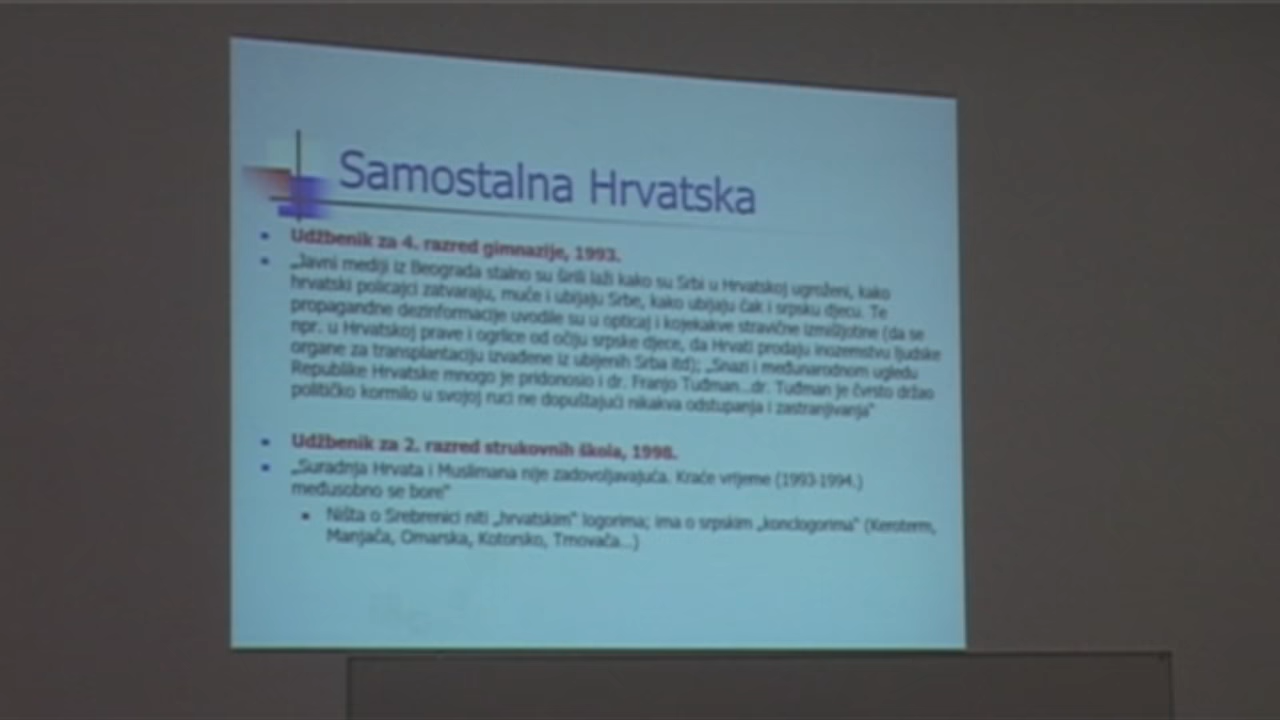 Samostalna Hrvatska
Udžbenik za 4. razred gimnazije, 1993.
„Javni mediji iz Beograda stalno su širili laži kako su Srbi u Hrvatskoj ugroženi, kako
hrvatski policajci zatvaraju, muče i ubijaju Srbe, kako ubijaju čak i srpsku djecu. Te
propagandne dezinformacije uvodile su u opticaj i kojekakve stravične izmišljotine (da se
npr. u Hrvatskoj prave i ogrlice od očiju srpske djece, da Hrvati prodaju inozemstvu ljudske
organe za transplantaciju izvađene iz ubijenih Srba itd); „Snazi i međunarodnom ugledu
Republike Hrvatske mnogo je pridonosio i dr. Franjo Tuđman...dr. Tuđman je čvrsto držao
političko kormilo u svojoj ruci ne dopuštajući nikakva odstupanja i zastranjivanja“
Udžbenik za 2. razred strukovnih škola, 1998.
„Suradnja Hrvata i Muslimana nije zadovoljavajuća. Kraće vrijeme (1993-1994.)
međusobno se bore“
Ništa o Srebrenici niti „hrvatskim“ logorima; ima o srpskim „konclogorima“ (Keroterm,
Manjača, Omarska, Kotorsko, Trnovača...)